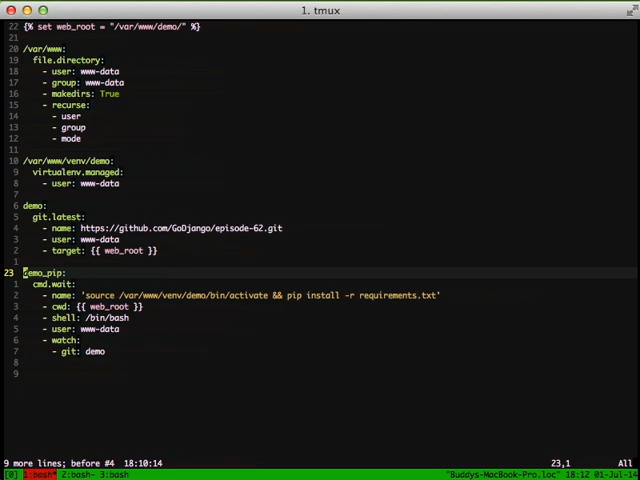 1. tmux
22 {% set web_root = "/var/www/demo/" %}
21
20 /var/www:
19 file.directory:
18 - user: www-data
17 - group: www-data
16 - makedirs: True
15 - recurse:
14 - user
13 - group
12 - mode
11
10 /var/www/venv/demo:
9 virtualenv.managed:
8 - user: www-data
7
6 demo:
5 git.latest:
4 - name: https://github.com/GoDjango/episode-62.git
3 - user: www-data
2 - target: {{ web_root }}
1
23 demo_pip:
1 cmd.wait:
2 - name: 'source /var/www/venv/demo/bin/activate && pip install -r requirements.txt'
3 - cwd: {{ web_root }}
4 - shell: /bin/bash
5 - user: www-data
6 - watch:
7 - git: demo
8
9
9 more lines; before #4 18:10:14 23,1 All
[0] 1:bash* 2:bash- 3:bash "Buddys-MacBook-Pro.loc" 18:12 01-Jul-14